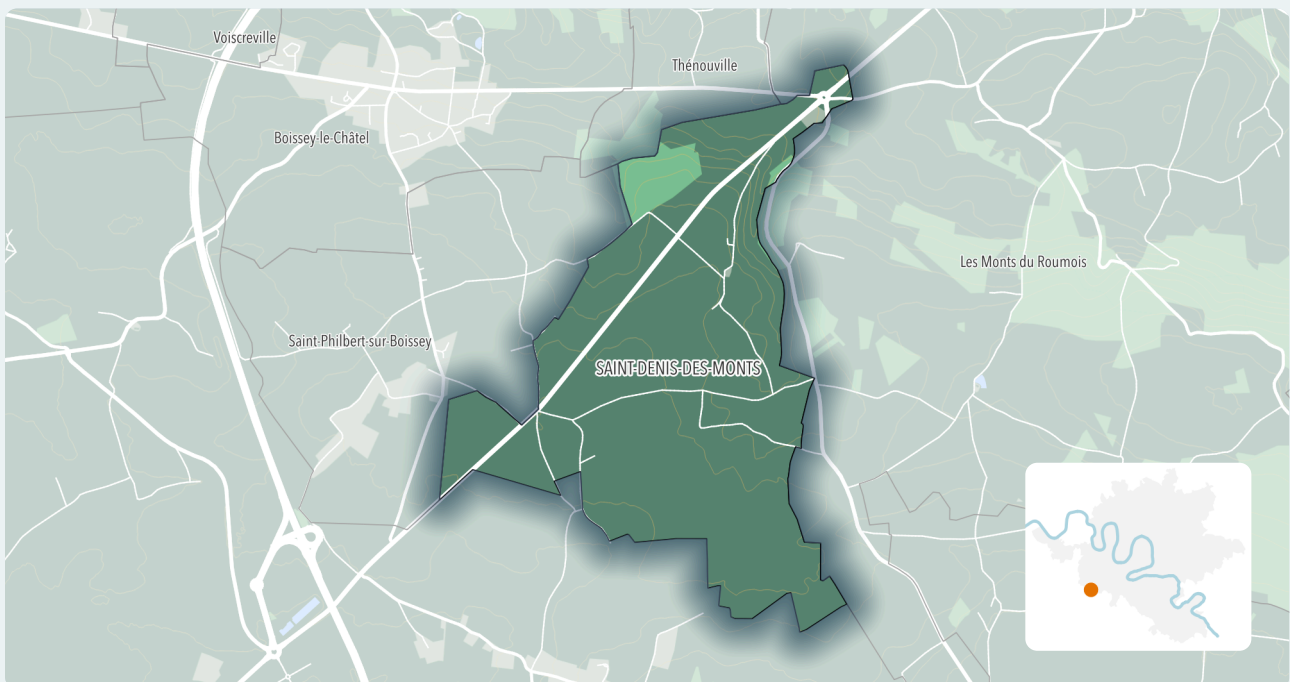 Voiscreville
Thénouville
Boissey-le-Châtel
Les Monts du Roumois
Saint-Philbert-sur-Boissey
SAINT-DENIS-DES-MONTS